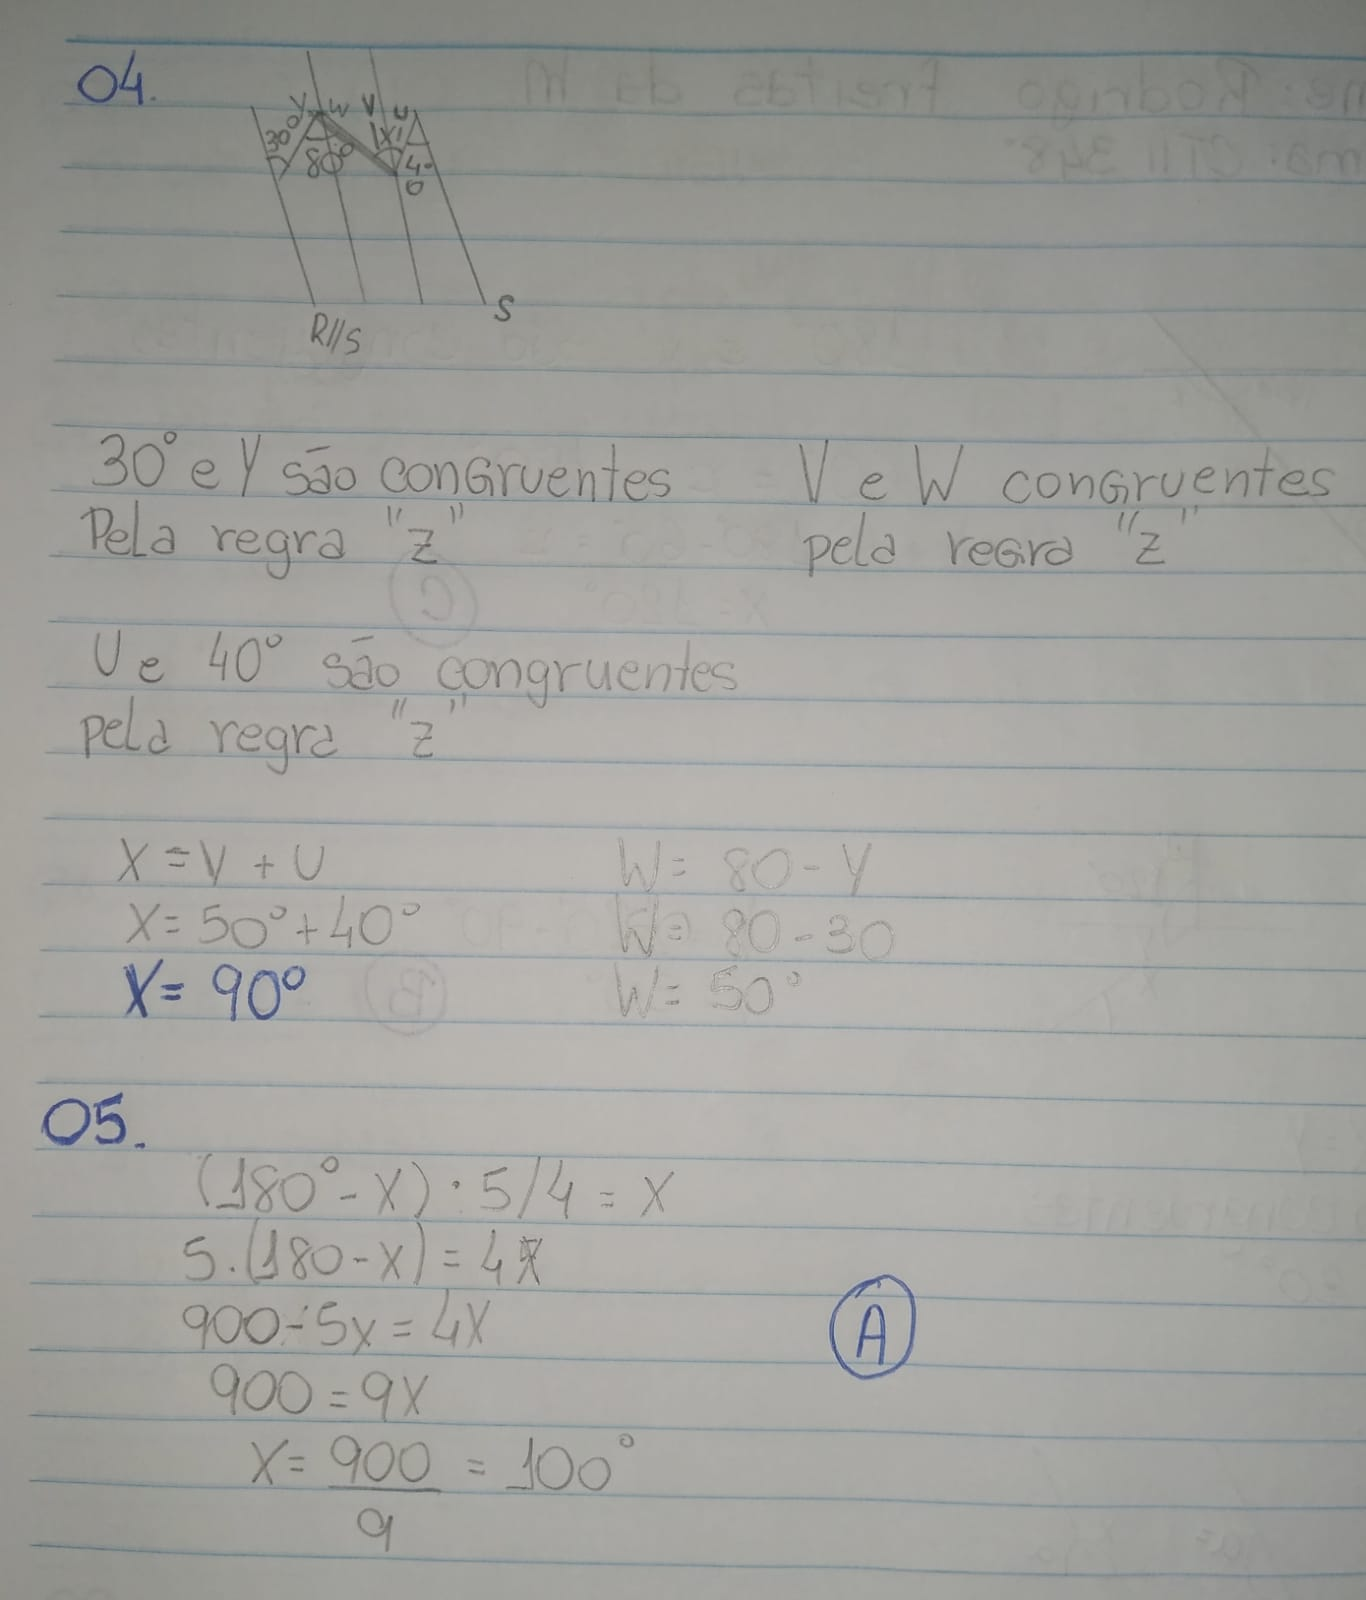 04.
Y W V U
30° 80° X 40
R//S
S
30° e Y são conGruentes
Pela regra "Z"
V e W conGruentes
pela reGra "Z"
U e 40° são congruentes
pela regra "Z"
X = V + U
X = 50° + 40°
X = 90°
W = 80 - Y
W = 80 - 30
W = 50°
05.
(180° - X) · 5/4 = X
5.(180 - X) = 4X
900 - 5X = 4X
900 = 9X
X = 900/9 = 100°
A